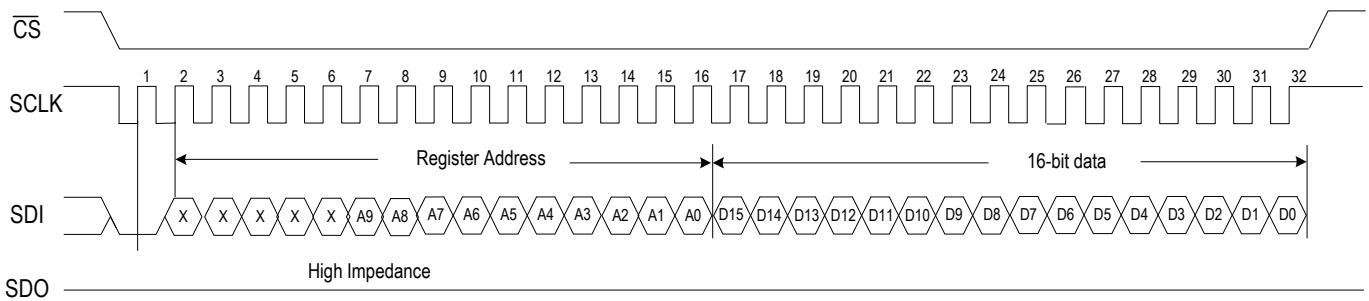 CS
1 2 3 4 5 6 7 8 9 10 11 12 13 14 15 16 17 18 19 20 21 22 23 24 25 26 27 28 29 30 31 32
SCLK
Register Address 16-bit data
SDI X X X X X A9 A8 A7 A6 A5 A4 A3 A2 A1 A0 D15 D14 D13 D12 D11 D10 D9 D8 D7 D6 D5 D4 D3 D2 D1 D0
High Impedance
SDO